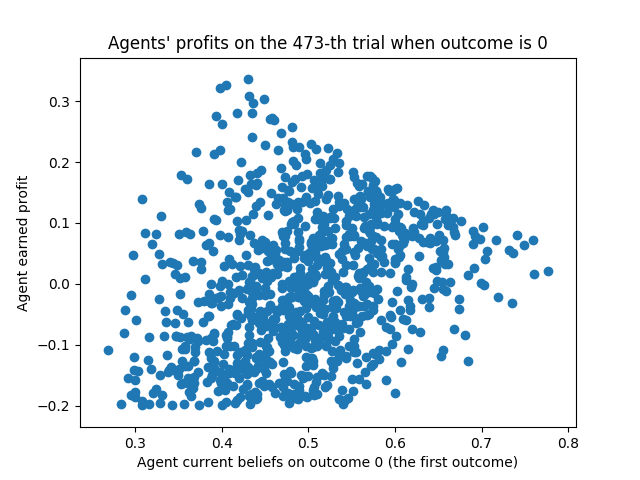 Agents' profits on the 473-th trial when outcome is 0
0.3
0.2
0.1
0.0
−0.1
−0.2
Agent earned profit
0.3 0.4 0.5 0.6 0.7 0.8
Agent current beliefs on outcome 0 (the first outcome)